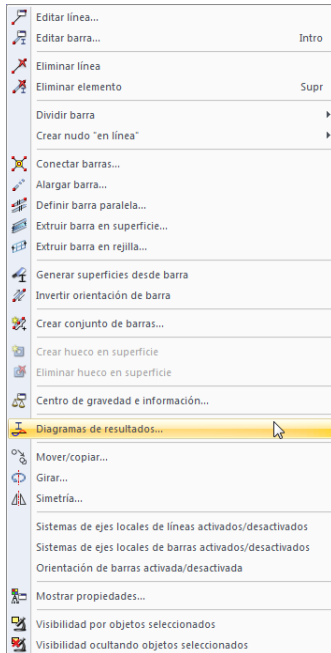 Editar línea...
Editar barra... Intro
Eliminar línea
Eliminar elemento Supr
Dividir barra
Crear nudo "en línea"
Conectar barras...
Alargar barra...
Definir barra paralela...
Extruir barra en superficie...
Extruir barra en rejilla...
Generar superficies desde barra
Invertir orientación de barra
Crear conjunto de barras...
Crear hueco en superficie
Eliminar hueco en superficie
Centro de gravedad e información...
Diagramas de resultados...
Mover/copiar...
Girar...
Simetría...
Sistemas de ejes locales de líneas activados/desactivados
Sistemas de ejes locales de barras activados/desactivados
Orientación de barras activada/desactivada
Mostrar propiedades...
Visibilidad por objetos seleccionados
Visibilidad ocultando objetos seleccionados